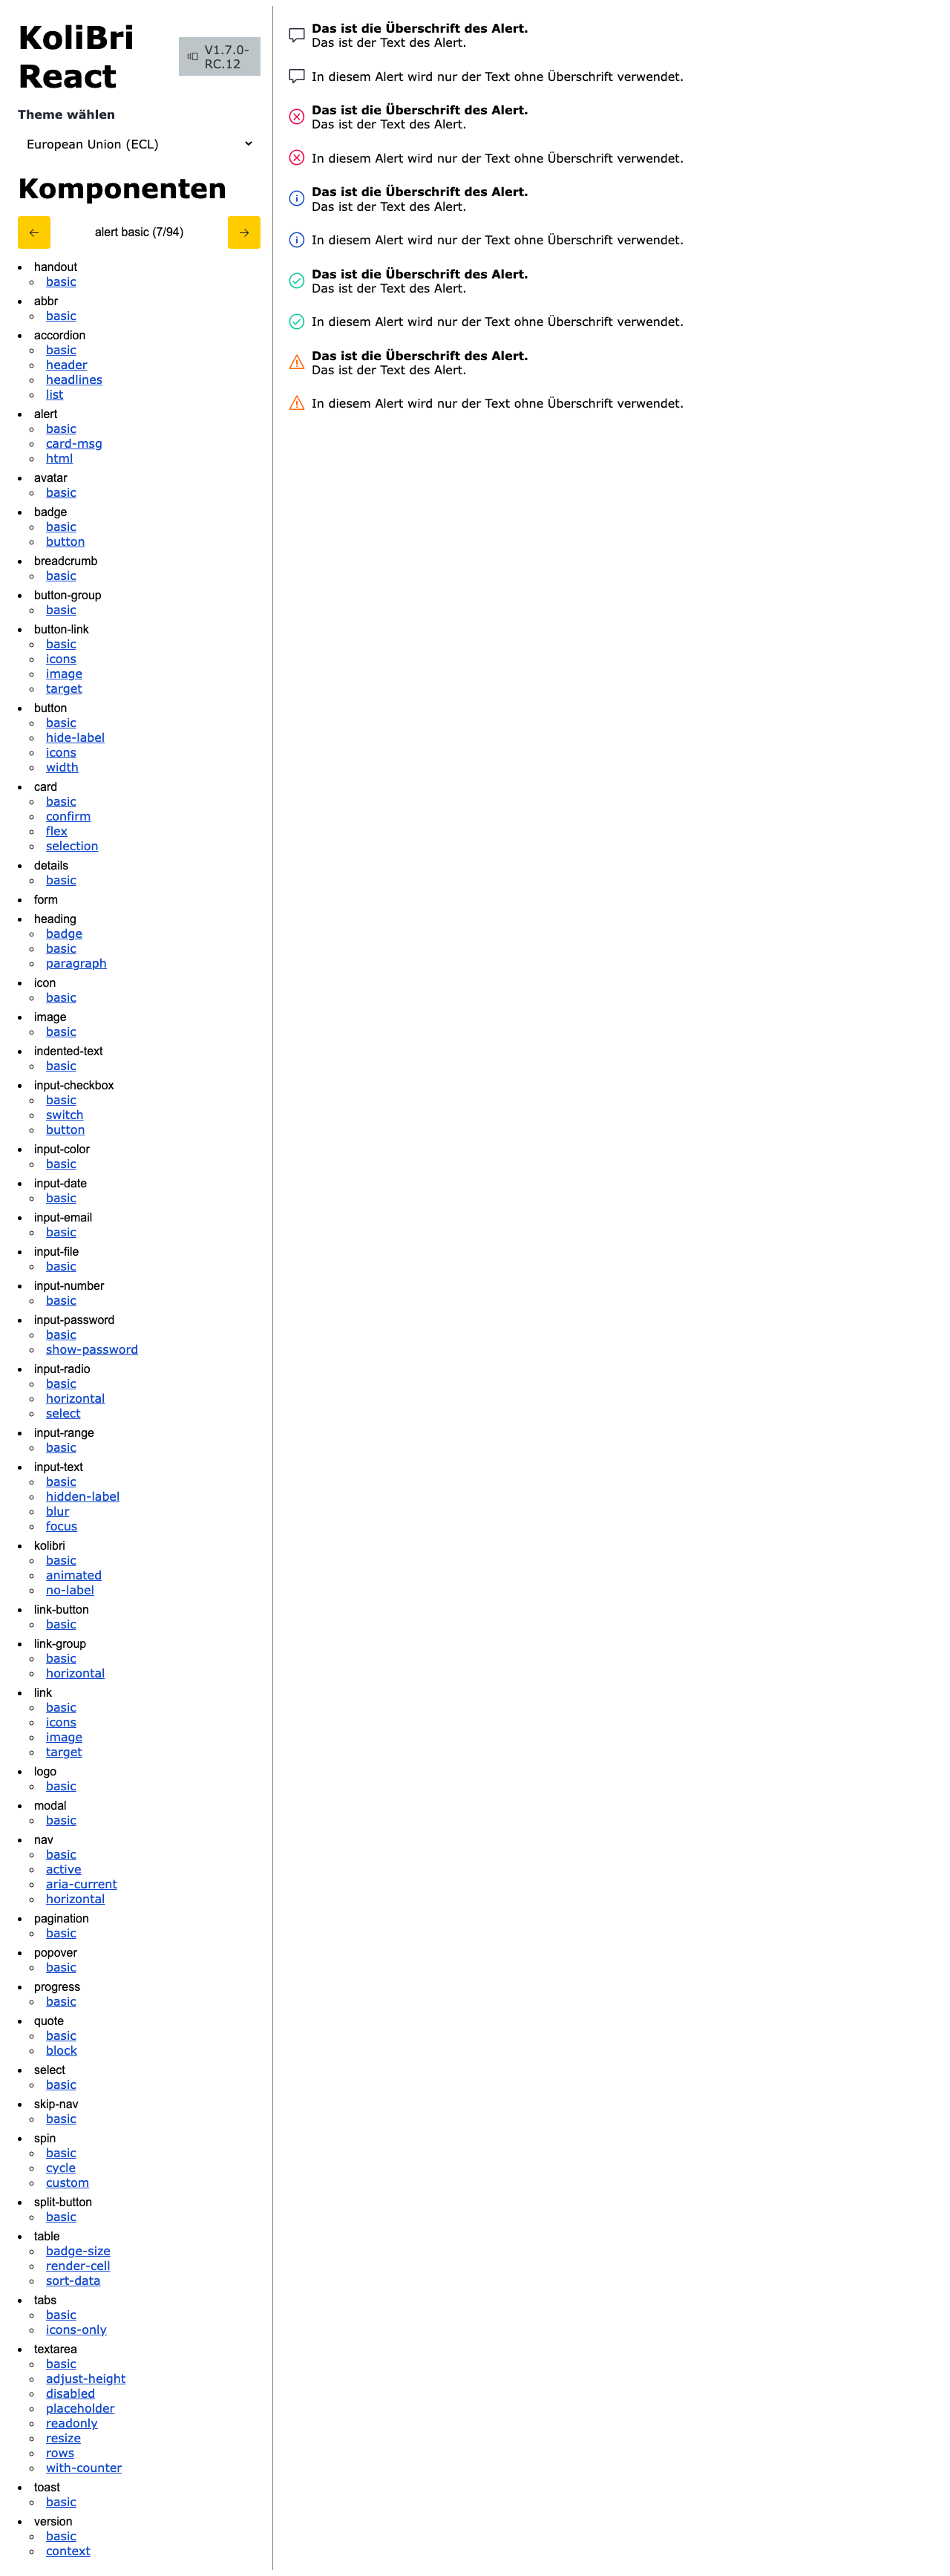 KoliBri
React
V1.7.0-
RC.12
Theme wählen
European Union (ECL)
Komponenten
← alert basic (7/94) →
handout
basic
abbr
basic
accordion
basic
header
headlines
list
alert
basic
card-msg
html
avatar
basic
badge
basic
button
breadcrumb
basic
button-group
basic
button-link
basic
icons
image
target
button
basic
hide-label
icons
width
card
basic
confirm
flex
selection
details
basic
form
heading
badge
basic
paragraph
icon
basic
image
basic
indented-text
basic
input-checkbox
basic
switch
button
input-color
basic
input-date
basic
input-email
basic
input-file
basic
input-number
basic
input-password
basic
show-password
input-radio
basic
horizontal
select
input-range
basic
input-text
basic
hidden-label
blur
focus
kolibri
basic
animated
no-label
link-button
basic
link-group
basic
horizontal
link
basic
icons
image
target
logo
basic
modal
basic
nav
basic
active
aria-current
horizontal
pagination
basic
popover
basic
progress
basic
quote
basic
block
select
basic
skip-nav
basic
spin
basic
cycle
custom
split-button
basic
table
badge-size
render-cell
sort-data
tabs
basic
icons-only
textarea
basic
adjust-height
disabled
placeholder
readonly
resize
rows
with-counter
toast
basic
version
basic
context
Das ist die Überschrift des Alert.
Das ist der Text des Alert.
In diesem Alert wird nur der Text ohne Überschrift verwendet.
Das ist die Überschrift des Alert.
Das ist der Text des Alert.
In diesem Alert wird nur der Text ohne Überschrift verwendet.
Das ist die Überschrift des Alert.
Das ist der Text des Alert.
In diesem Alert wird nur der Text ohne Überschrift verwendet.
Das ist die Überschrift des Alert.
Das ist der Text des Alert.
In diesem Alert wird nur der Text ohne Überschrift verwendet.
Das ist die Überschrift des Alert.
Das ist der Text des Alert.
In diesem Alert wird nur der Text ohne Überschrift verwendet.